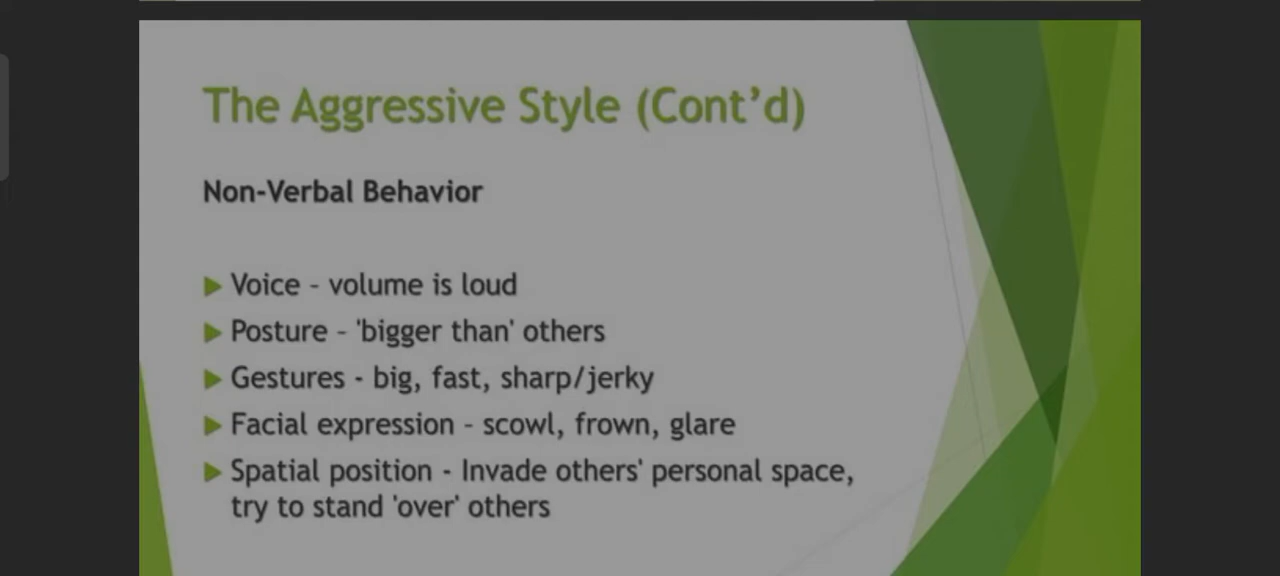 The Aggressive Style (Cont’d)
Non-Verbal Behavior
Voice – volume is loud
Posture – 'bigger than' others
Gestures - big, fast, sharp/jerky
Facial expression – scowl, frown, glare
Spatial position - Invade others' personal space,
try to stand 'over' others